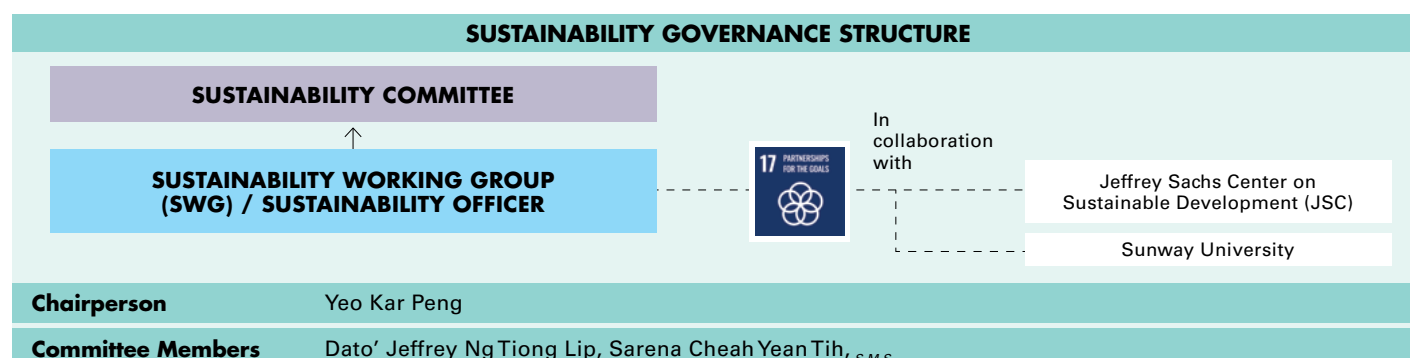 SUSTAINABILITY GOVERNANCE STRUCTURE
SUSTAINABILITY COMMITTEE
SUSTAINABILITY WORKING GROUP
(SWG) / SUSTAINABILITY OFFICER
17 PARTNERSHIPS
FOR THE GOALS
In
collaboration
with
Jeffrey Sachs Center on
Sustainable Development (JSC)
Sunway University
Chairperson Yeo Kar Peng
Committee Members Dato' Jeffrey Ng Tiong Lip, Sarena Cheah Yean Tih, S.M.S.